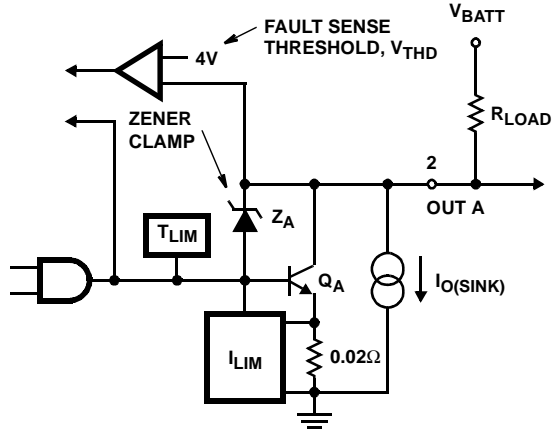 FAULT SENSE
THRESHOLD, VTHD
4V
VBATT
RLOAD
ZENER
CLAMP
2
OUT A
ZA
TLIM
QA
IO(SINK)
ILIM
0.02Ω